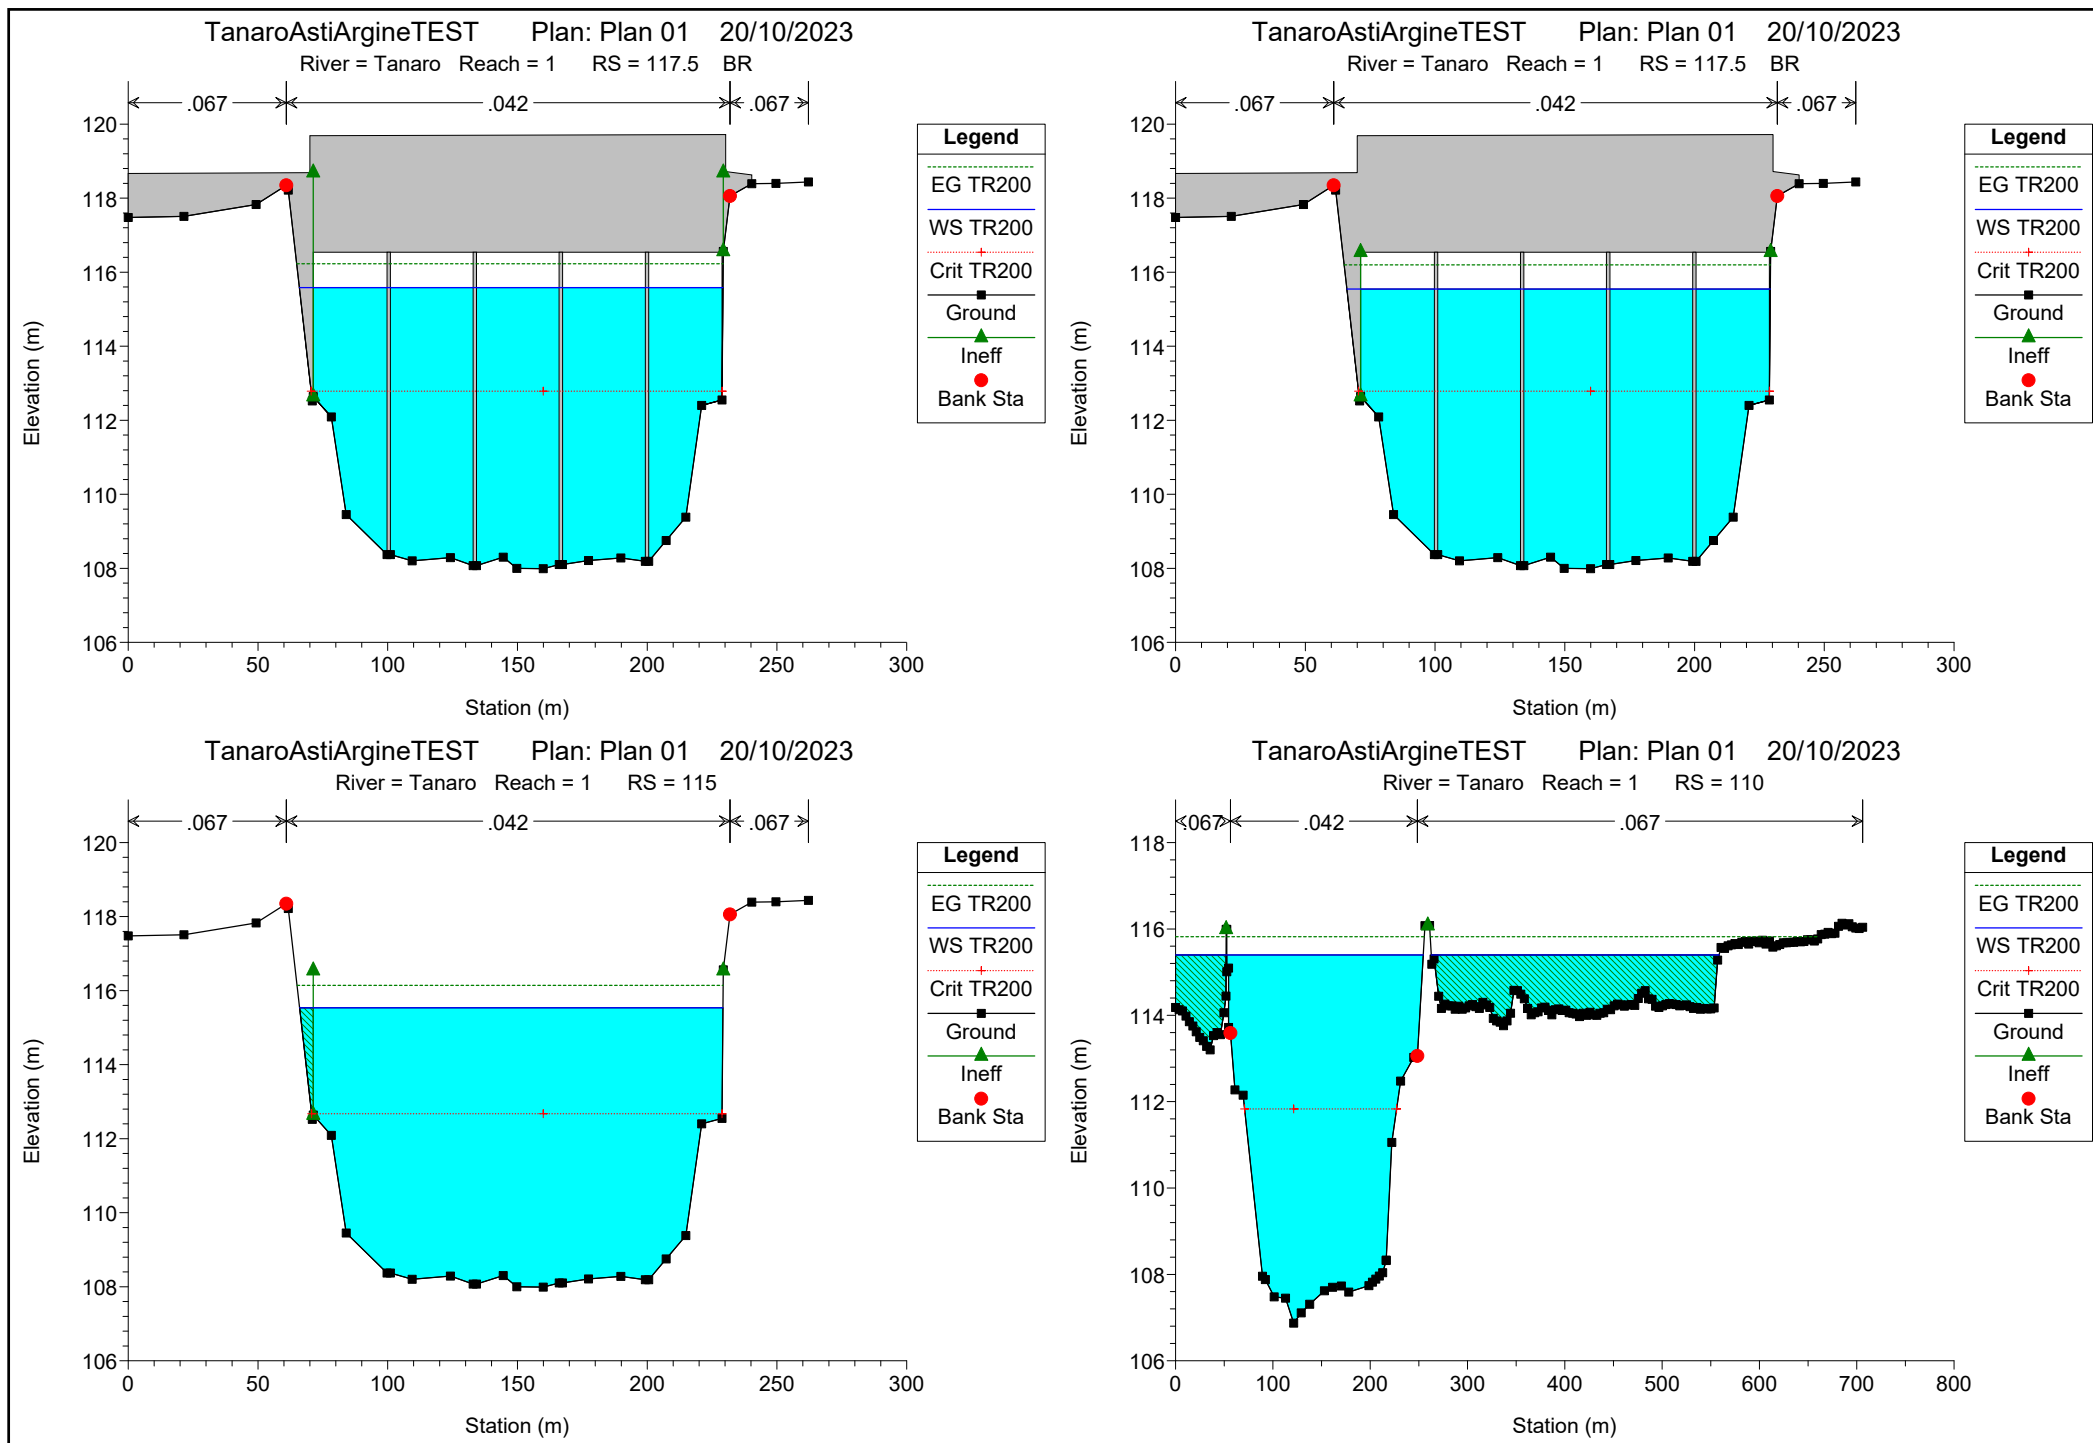 TanaroAstiArgineTEST Plan: Plan 01 20/10/2023
River = Tanaro Reach = 1 RS = 117.5 BR
.067 .042 .067
Legend
EG TR200
WS TR200
Crit TR200
Ground
Ineff
Bank Sta
Elevation (m)
120
118
116
114
112
110
108
106
0 50 100 150 200 250 300
Station (m)
TanaroAstiArgineTEST Plan: Plan 01 20/10/2023
River = Tanaro Reach = 1 RS = 117.5 BR
.067 .042 .067
Legend
EG TR200
WS TR200
Crit TR200
Ground
Ineff
Bank Sta
Elevation (m)
120
118
116
114
112
110
108
106
0 50 100 150 200 250 300
Station (m)
TanaroAstiArgineTEST Plan: Plan 01 20/10/2023
River = Tanaro Reach = 1 RS = 115
.067 .042 .067
Legend
EG TR200
WS TR200
Crit TR200
Ground
Ineff
Bank Sta
Elevation (m)
120
118
116
114
112
110
108
106
0 50 100 150 200 250 300
Station (m)
TanaroAstiArgineTEST Plan: Plan 01 20/10/2023
River = Tanaro Reach = 1 RS = 110
.067 .042 .067
Legend
EG TR200
WS TR200
Crit TR200
Ground
Ineff
Bank Sta
Elevation (m)
118
116
114
112
110
108
106
0 100 200 300 400 500 600 700 800
Station (m)